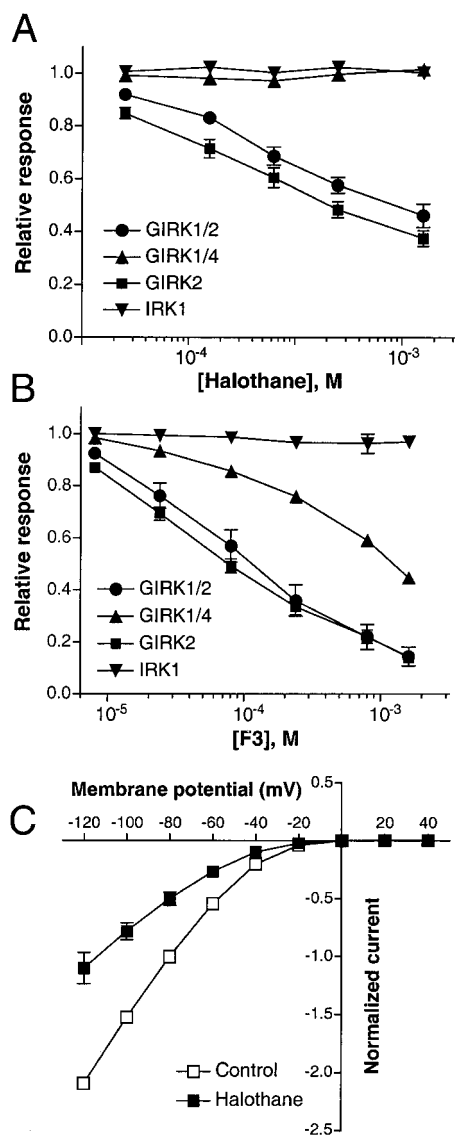 A
Relative response
1.0
0.8
0.6
0.4
0.2
0.0
GIRK1/2
GIRK1/4
GIRK2
IRK1
10-4
10-3
[Halothane], M
B
Relative response
1.0
0.8
0.6
0.4
0.2
0.0
GIRK1/2
GIRK1/4
GIRK2
IRK1
10-5
10-4
10-3
[F3], M
C
Membrane potential (mV)
-120 -100 -80 -60 -40 -20 20 40
0.5
-0.5
-1.0
-1.5
-2.0
-2.5
Normalized current
Control
Halothane